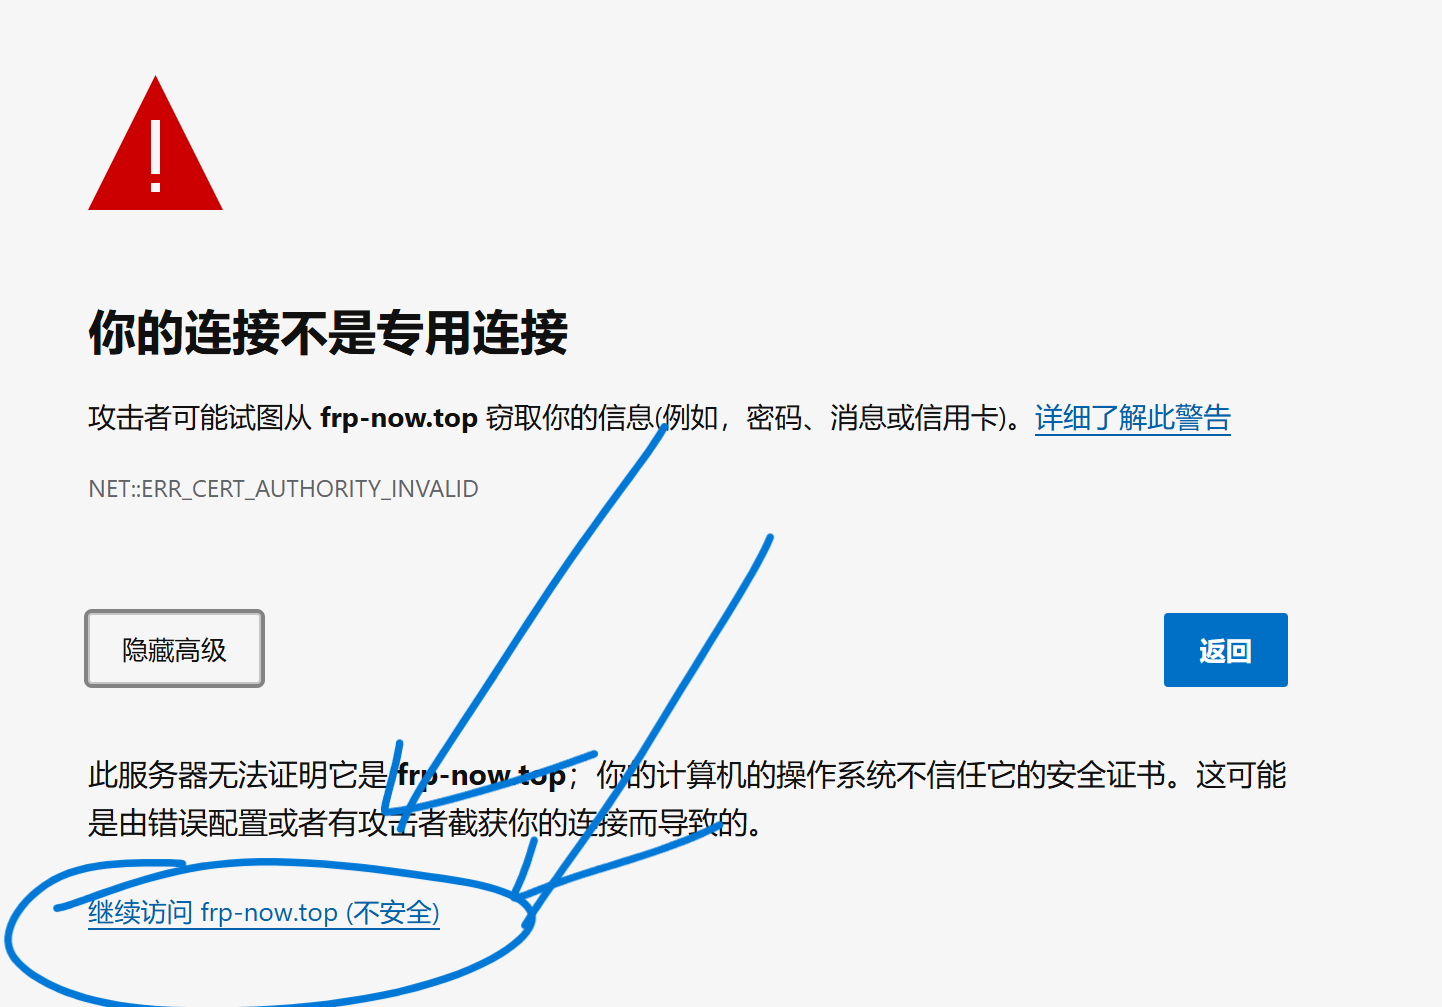 你的连接不是专用连接
攻击者可能试图从 frp-now.top 窃取你的信息(例如，密码、消息或信用卡)。详细了解此警告
NET::ERR_CERT_AUTHORITY_INVALID
隐藏高级
返回
此服务器无法证明它是 frp-now.top；你的计算机的操作系统不信任它的安全证书。这可能
是由错误配置或者有攻击者截获你的连接而导致的。
继续访问 frp-now.top (不安全)